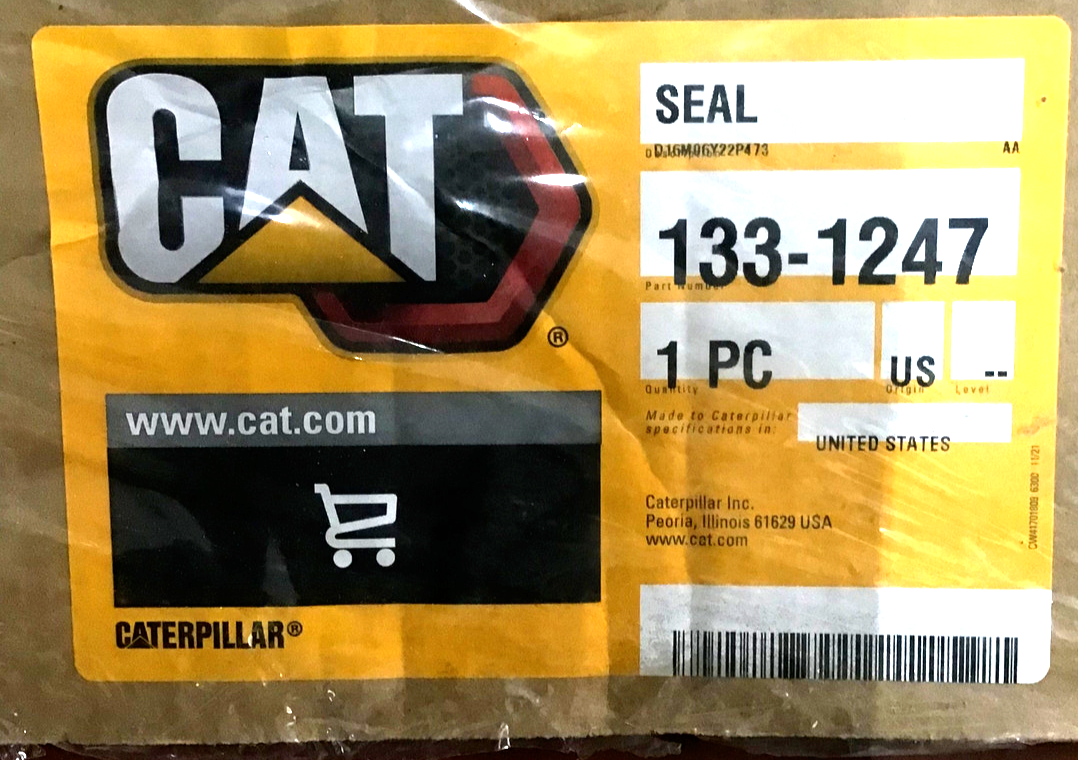 CAT
®
www.cat.com
CATERPILLAR®
SEAL
D16M06Y22P473 AA
133-1247
Part Number
1 PC US --
Quantity Origin Level
Made to Caterpillar
specifications in:
UNITED STATES
Caterpillar Inc.
Peoria, Illinois 61629 USA
www.cat.com